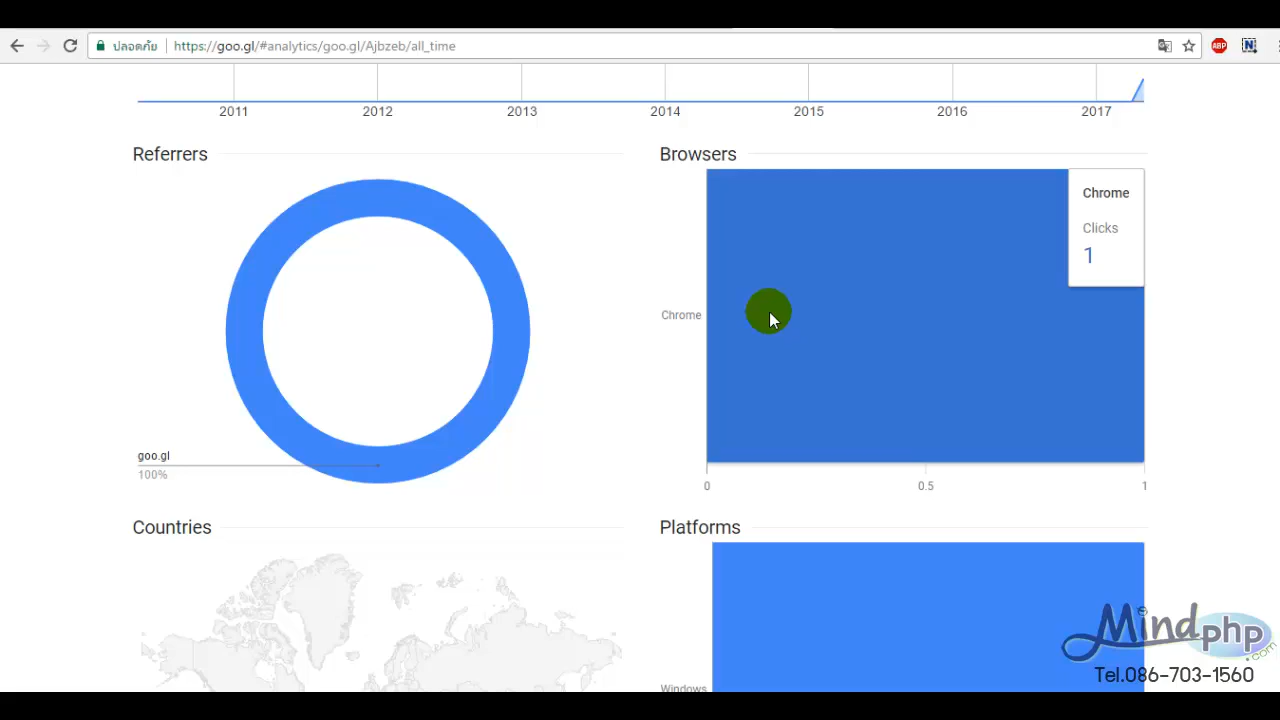 ปลอดภัย https://goo.gl/#analytics/goo.gl/Ajbzeb/all_time
ABP
N
2011 2012 2013 2014 2015 2016 2017
Referrers
goo.gl
100%
Browsers
Chrome
Clicks
1
Chrome
0 0.5 1
Countries
Platforms
Windows
Mindphp.com
Tel.086-703-1560